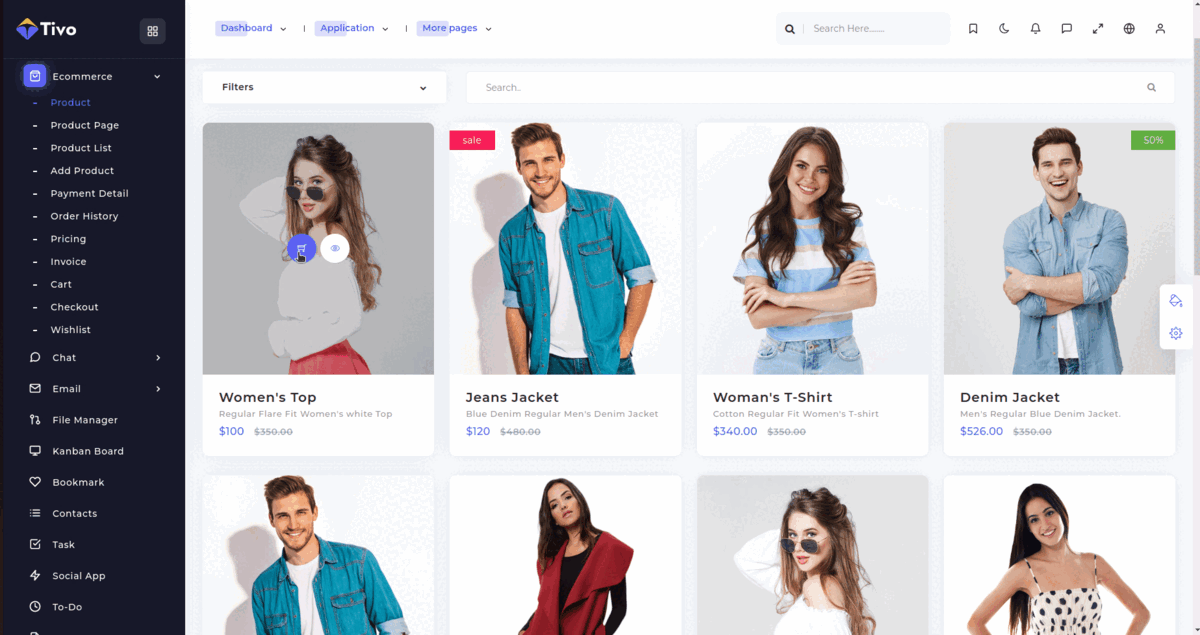 Tivo
Dashboard
Application
More pages
Search Here........
Ecommerce
Product
Product Page
Product List
Add Product
Payment Detail
Order History
Pricing
Invoice
Cart
Checkout
Wishlist
Chat
Email
File Manager
Kanban Board
Bookmark
Contacts
Task
Social App
To-Do
Filters
Search..
Women's Top
Regular Flare Fit Women's white Top
$100 $350.00
sale
Jeans Jacket
Blue Denim Regular Men's Denim Jacket
$120 $480.00
Woman's T-Shirt
Cotton Regular Fit Women's T-shirt
$340.00 $350.00
50%
Denim Jacket
Men's Regular Blue Denim Jacket.
$526.00 $350.00